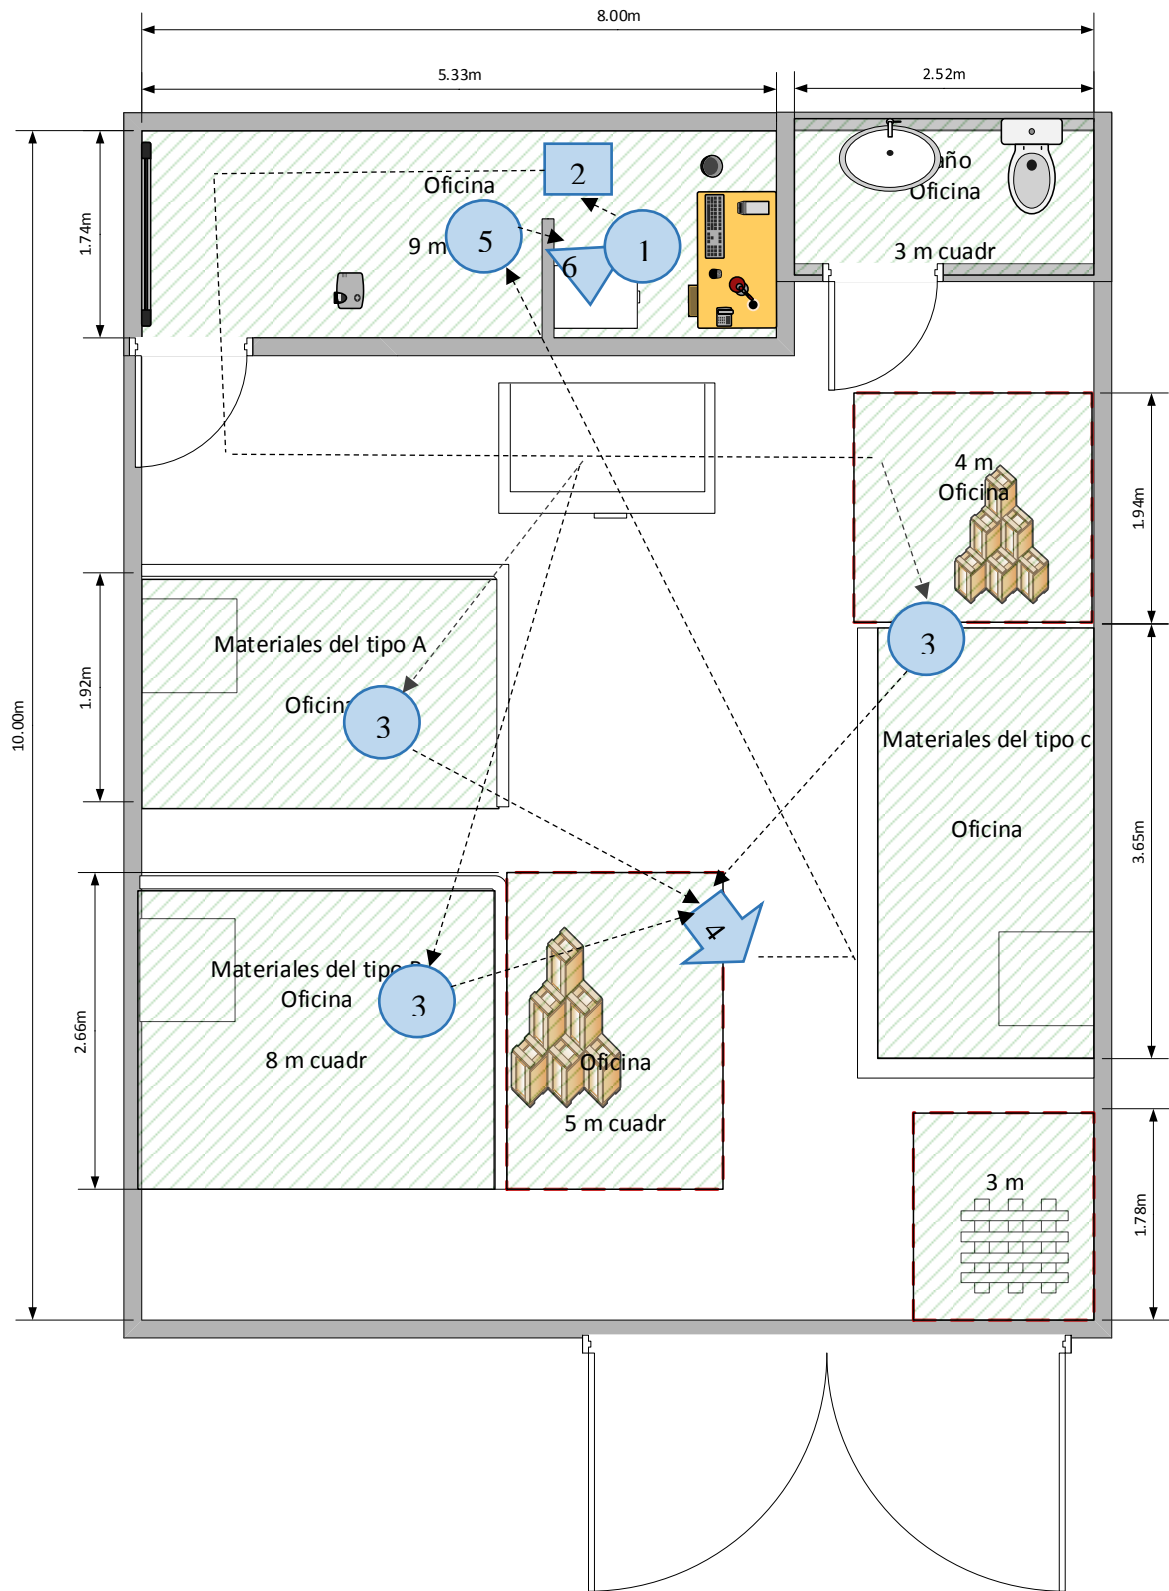 8.00m
5.33m
2.52m
2
Oficina
año
Oficina
1.74m
5
9 m
1
6
3 m cuadr
4 m
Oficina
1.94m
3
Materiales del tipo A
Oficina
1.92m
3
10.00m
Materiales del tipo c
Oficina
3.65m
4
Materiales del tipo
Oficina
3
2.66m
8 m cuadr
Oficina
5 m cuadr
3 m
1.78m